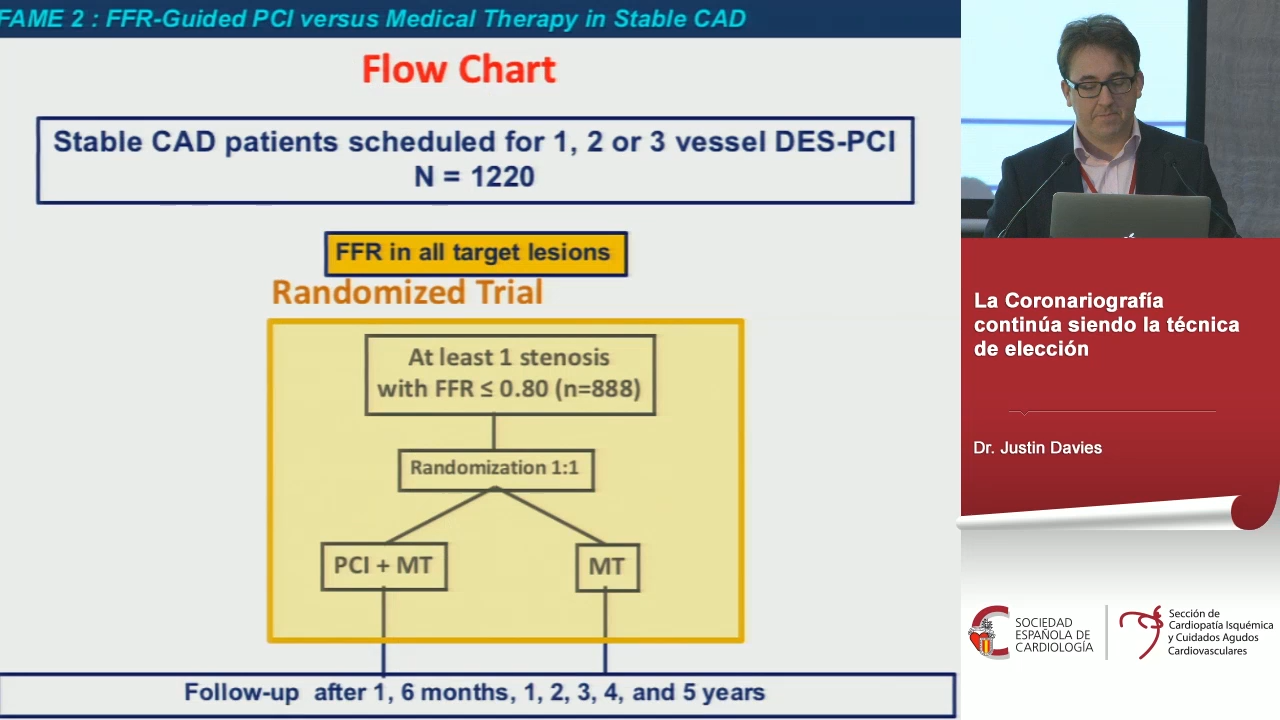 FAME 2 : FFR-Guided PCI versus Medical Therapy in Stable CAD
Flow Chart
Stable CAD patients scheduled for 1, 2 or 3 vessel DES-PCI
N = 1220
FFR in all target lesions
Randomized Trial
At least 1 stenosis
with FFR ≤ 0.80 (n=888)
Randomization 1:1
PCI + MT
MT
Follow-up after 1, 6 months, 1, 2, 3, 4, and 5 years
La Coronariografía
continúa siendo la técnica
de elección
Dr. Justin Davies
SOCIEDAD
ESPAÑOLA DE
CARDIOLOGÍA
Sección de
Cardiopatía Isquémica
y Cuidados Agudos
Cardiovasculares